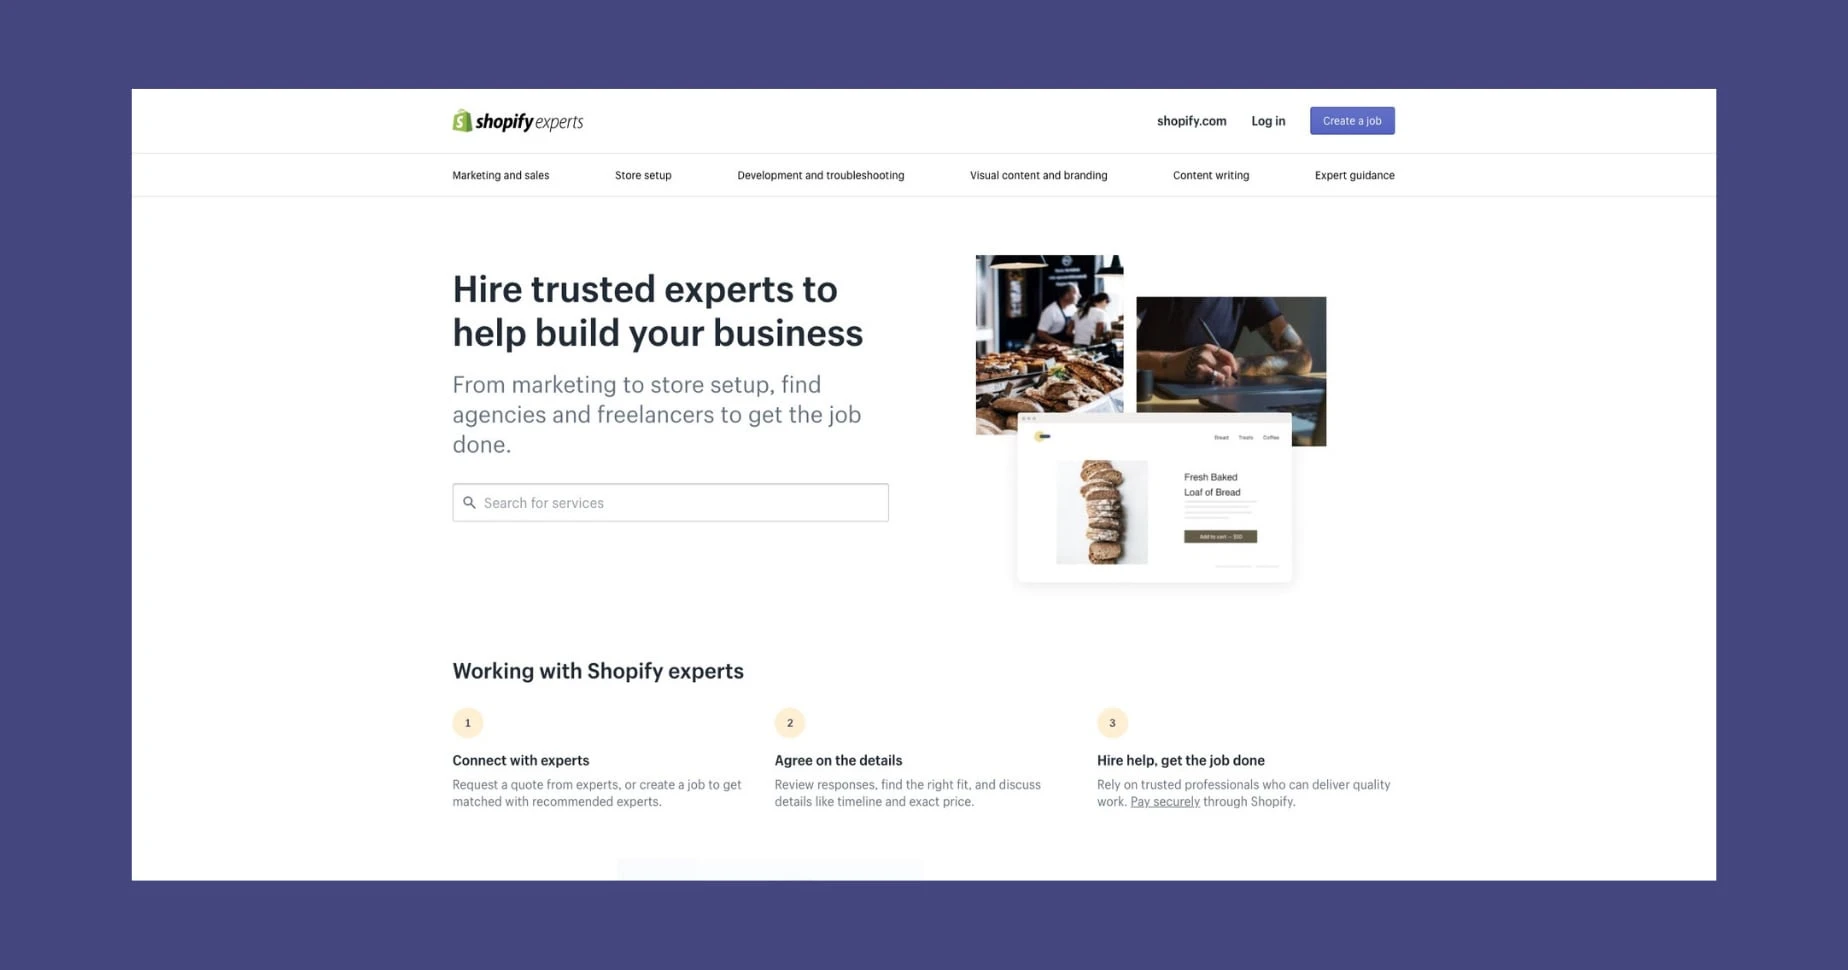 shopify experts
shopify.com
Log in
Create a job
Marketing and sales
Store setup
Development and troubleshooting
Visual content and branding
Content writing
Expert guidance
Hire trusted experts to
help build your business
From marketing to store setup, find
agencies and freelancers to get the job
done.
Search for services
Bread
Treats
Coffee
Fresh Baked
Loaf of Bread
Add to cart — $20
Working with Shopify experts
1
Connect with experts
Request a quote from experts, or create a job to get
matched with recommended experts.
2
Agree on the details
Review responses, find the right fit, and discuss
details like timeline and exact price.
3
Hire help, get the job done
Rely on trusted professionals who can deliver quality
work. Pay securely through Shopify.